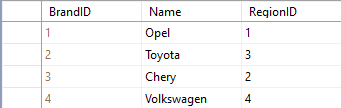 BrandID Name RegionID
1 Opel 1
2 Toyota 3
3 Chery 2
4 Volkswagen 4